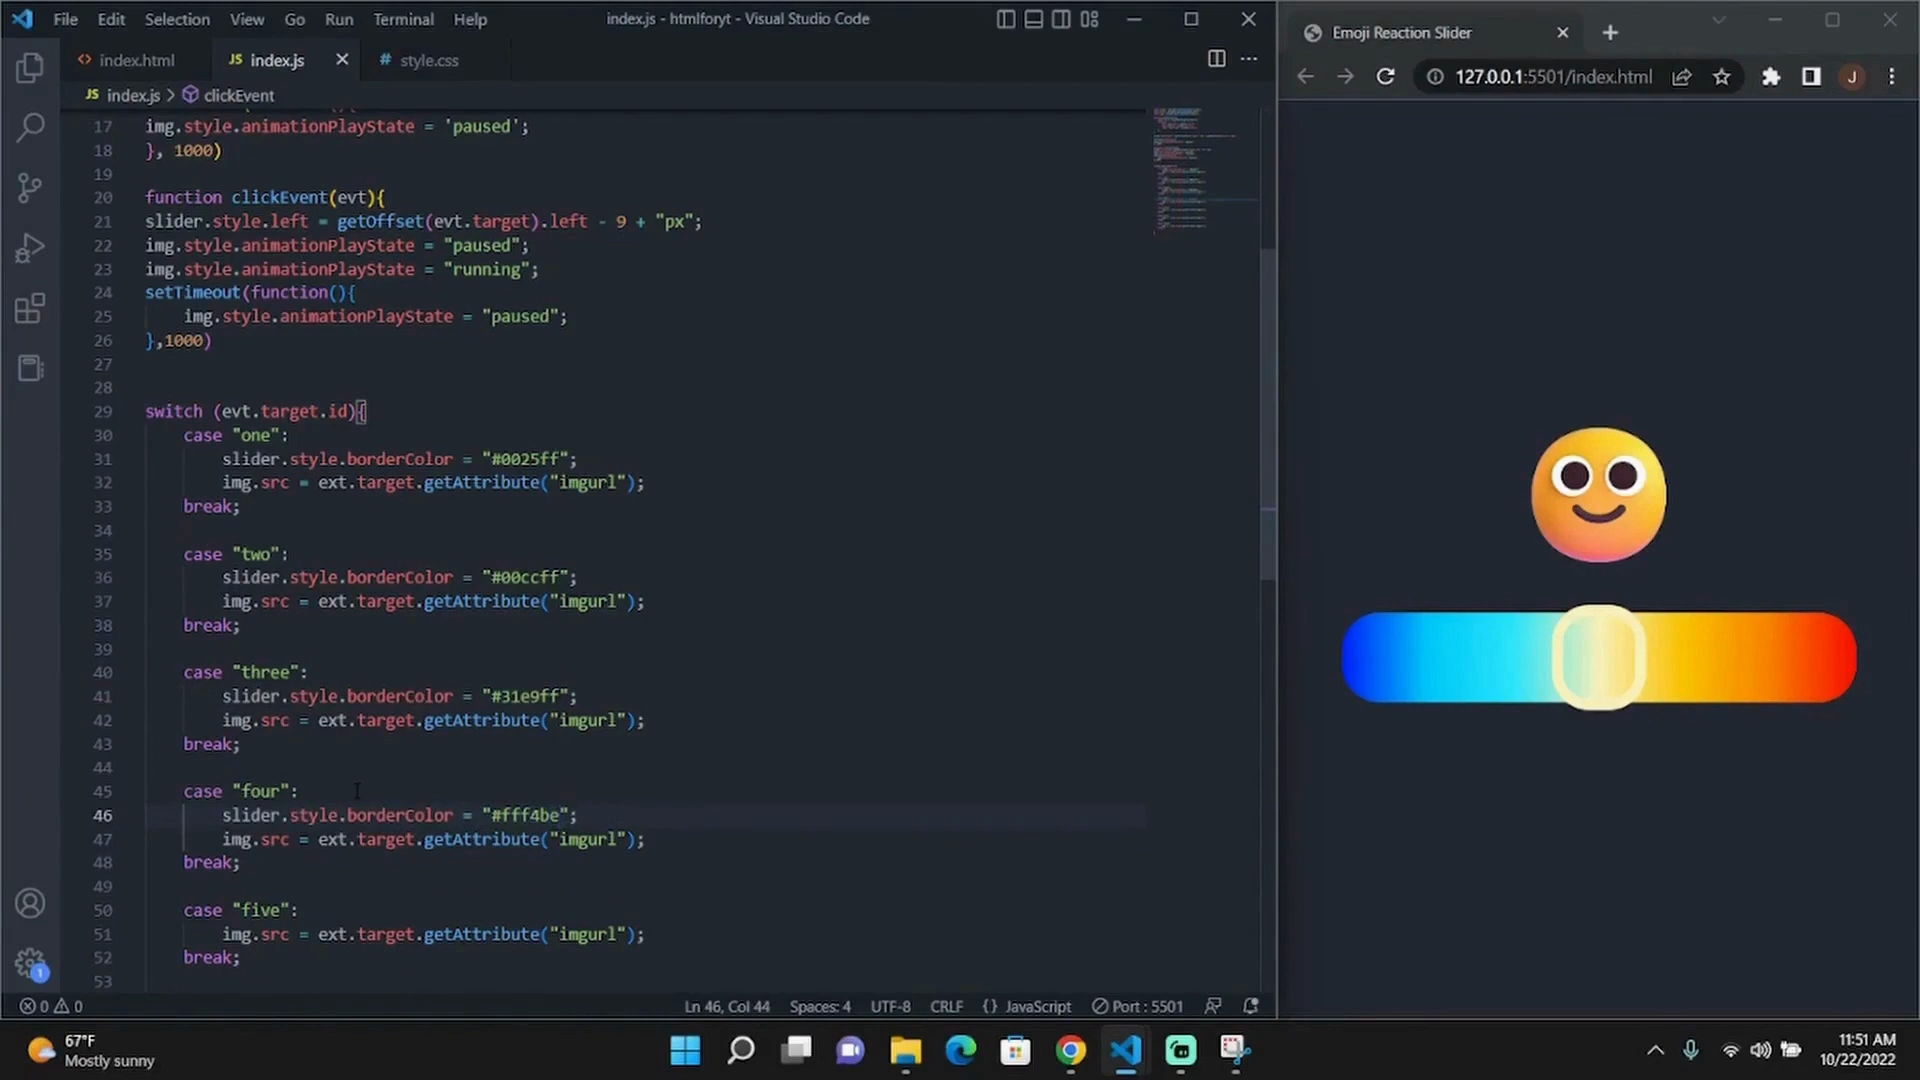 File Edit Selection View Go Run Terminal Help
index.js - htmlforyt - Visual Studio Code
index.html
JS index.js
# style.css
JS index.js > clickEvent
17 img.style.animationPlayState = 'paused';
18 }, 1000)
19
20 function clickEvent(evt){
21 slider.style.left = getOffset(evt.target).left - 9 + "px";
22 img.style.animationPlayState = "paused";
23 img.style.animationPlayState = "running";
24 setTimeout(function(){
25 img.style.animationPlayState = "paused";
26 },1000)
27
28
29 switch (evt.target.id){
30 case "one":
31 slider.style.borderColor = "#0025ff";
32 img.src = ext.target.getAttribute("imgurl");
33 break;
34
35 case "two":
36 slider.style.borderColor = "#00ccff";
37 img.src = ext.target.getAttribute("imgurl");
38 break;
39
40 case "three":
41 slider.style.borderColor = "#31e9ff";
42 img.src = ext.target.getAttribute("imgurl");
43 break;
44
45 case "four":
46 slider.style.borderColor = "#fff4be";
47 img.src = ext.target.getAttribute("imgurl");
48 break;
49
50 case "five":
51 img.src = ext.target.getAttribute("imgurl");
52 break;
53
0 0
Ln 46, Col 44 Spaces: 4 UTF-8 CRLF {} JavaScript Port : 5501
1
Emoji Reaction Slider
127.0.0.1:5501/index.html
J
67°F
Mostly sunny
11:51 AM
10/22/2022